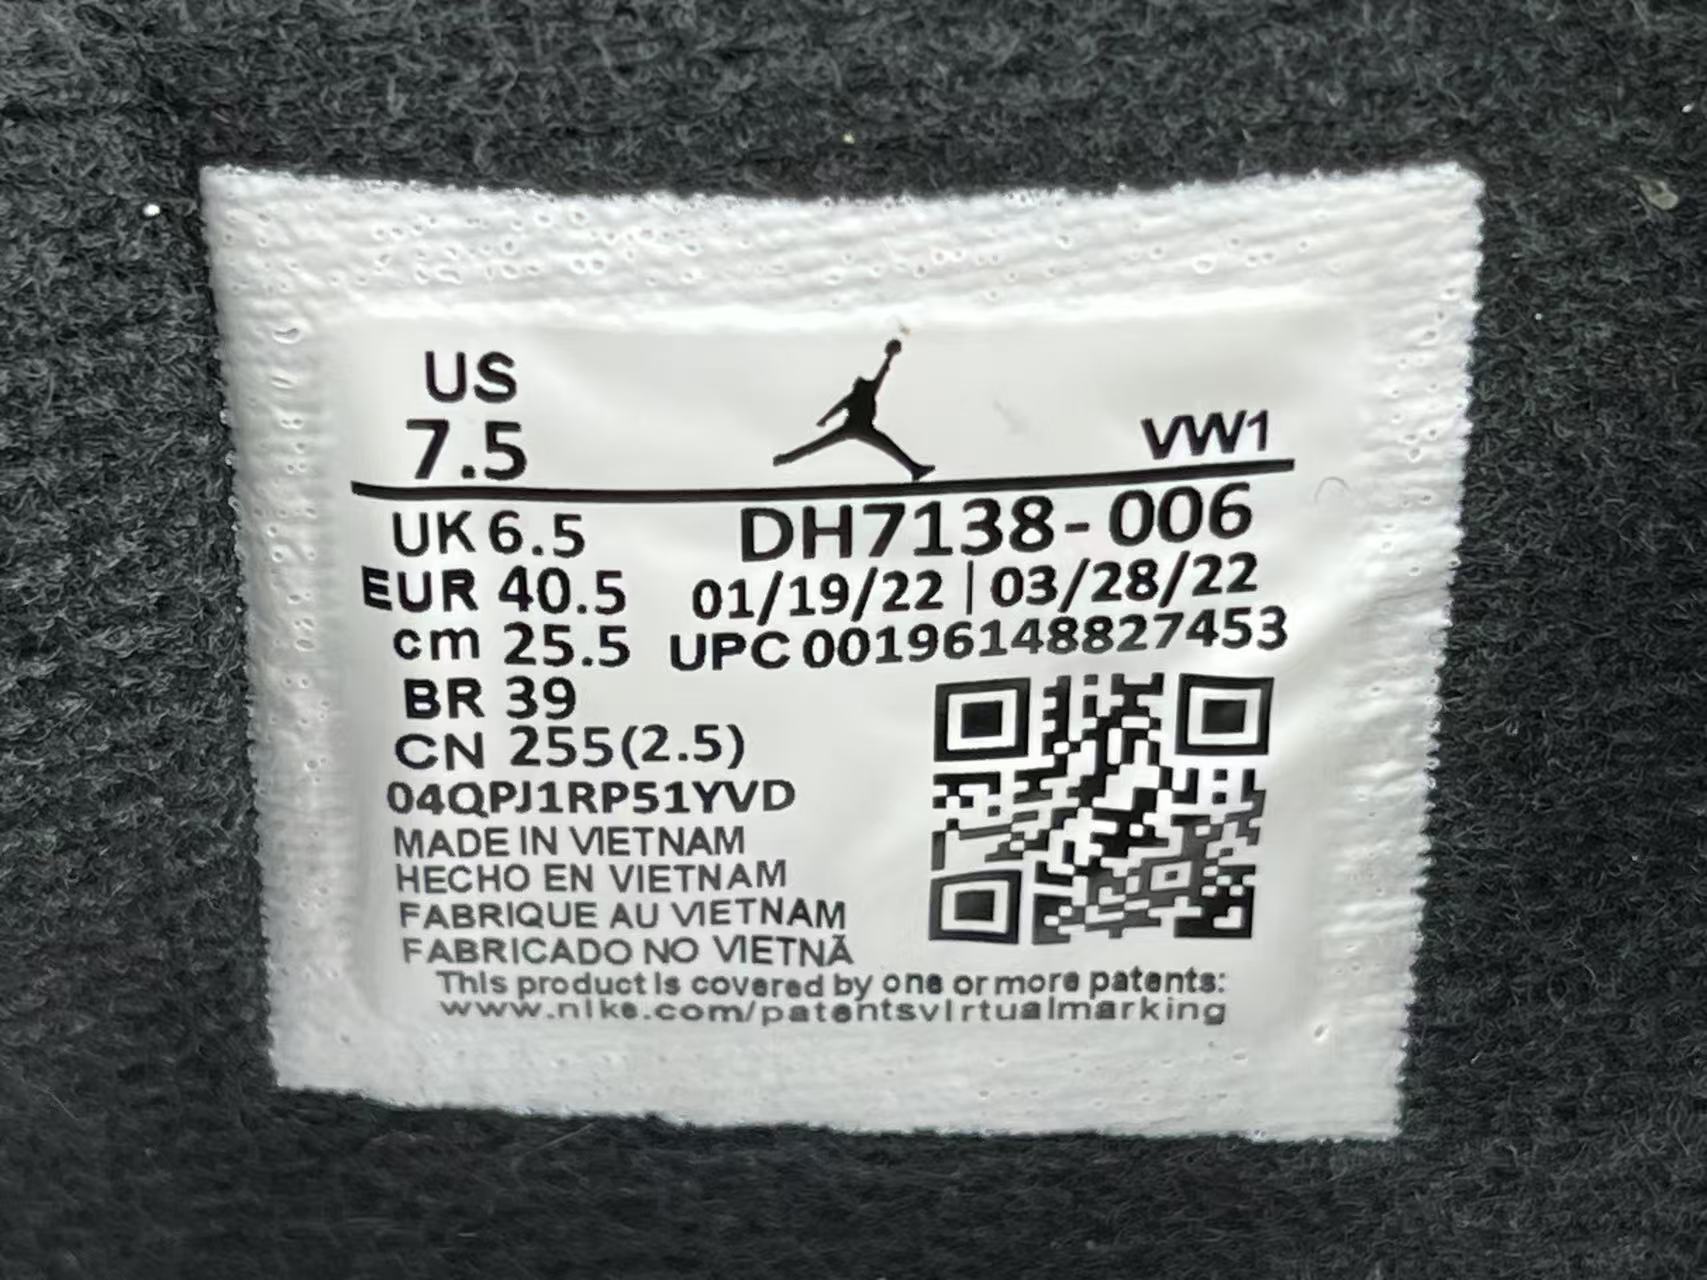 US
7.5
VW1
UK 6.5
DH7138-006
EUR 40.5
01/19/22 | 03/28/22
cm 25.5
UPC 00196148827453
BR 39
CN 255(2.5)
04QPJ1RP51YVD
MADE IN VIETNAM
HECHO EN VIETNAM
FABRIQUE AU VIETNAM
FABRICADO NO VIETNÃ
This product is covered by one or more patents:
www.nike.com/patentsvirtualmarking